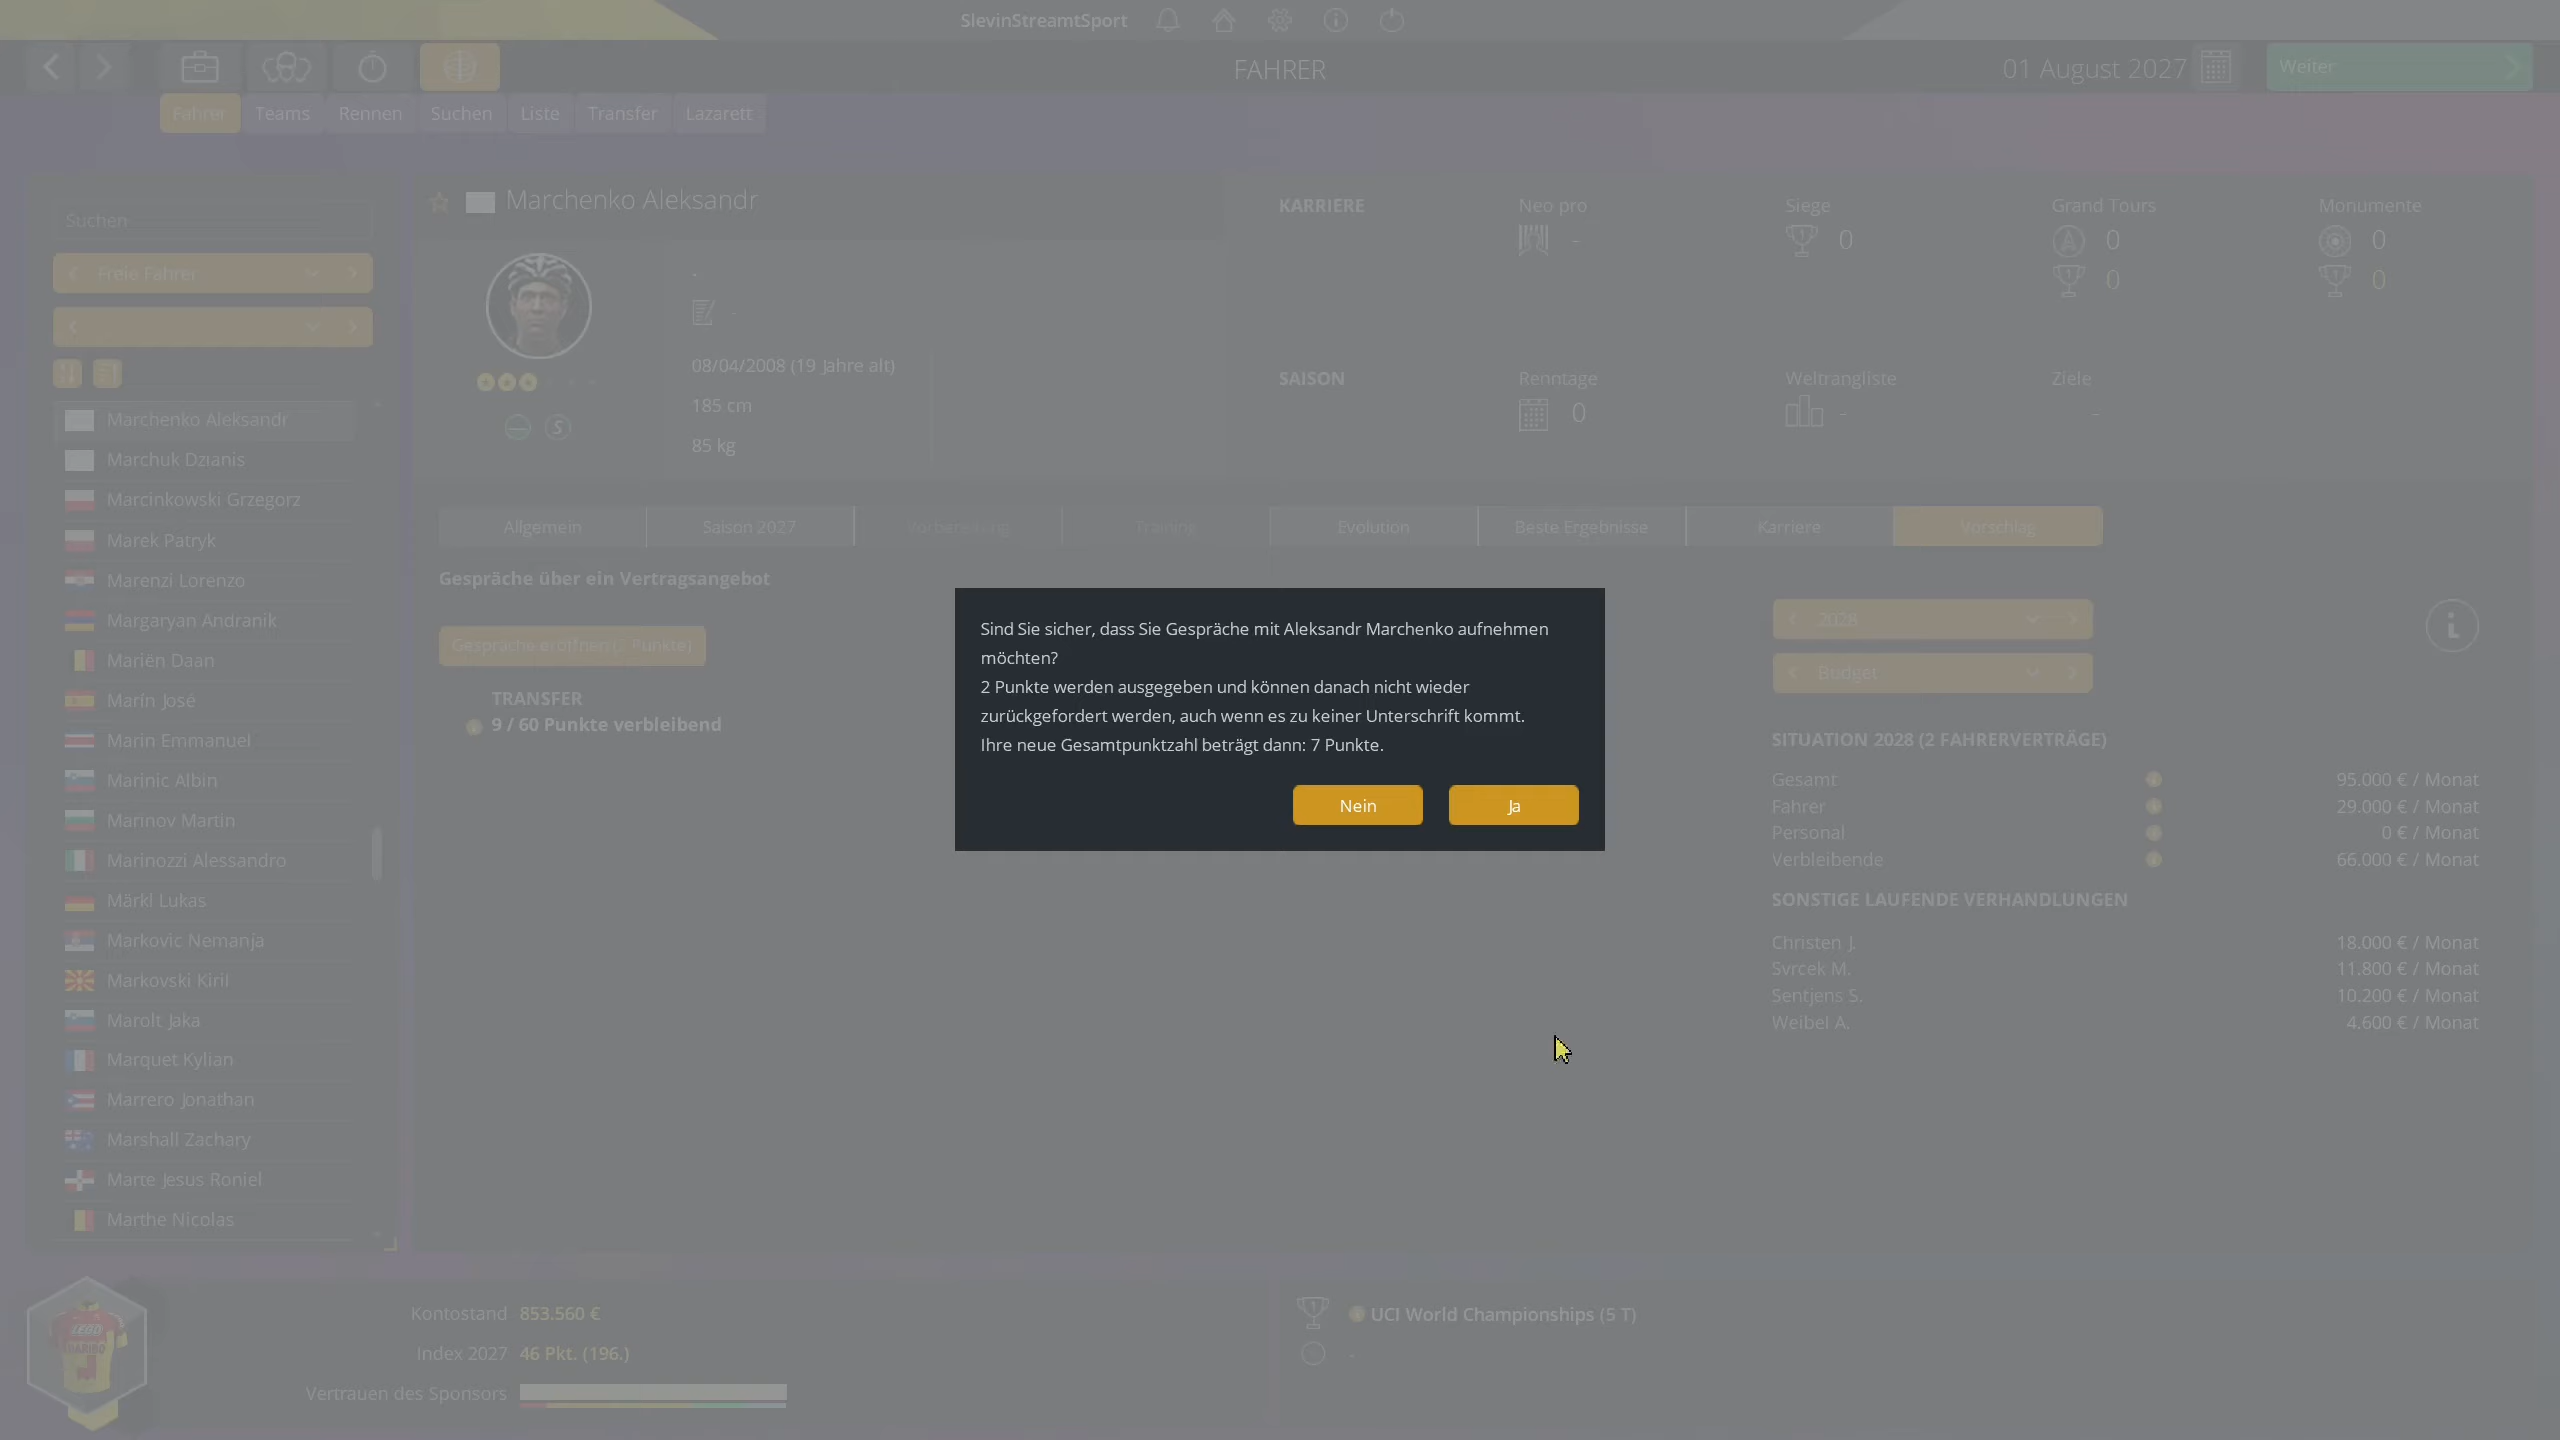 SlevinStreamtSport
FAHRER
01 August 2027
Weiter
Fahrer
Teams
Rennen
Suchen
Liste
Transfer
Lazarett
Suchen
Freie Fahrer
Marchenko Aleksandr
Marchuk Dzianis
Marcinkowski Grzegorz
Marek Patryk
Marenzi Lorenzo
Margaryan Andranik
Mariën Daan
Marín José
Marin Emmanuel
Marinic Albin
Marinov Martin
Marinozzi Alessandro
Märkl Lukas
Markovic Nemanja
Markovski Kiril
Marolt Jaka
Marquet Kylian
Marrero Jonathan
Marshall Zachary
Marte Jesus Roniel
Marthe Nicolas
Marchenko Aleksandr
-
08/04/2008 (19 Jahre alt)
185 cm
85 kg
S
KARRIERE
Neo pro
-
Siege
0
Grand Tours
0
0
Monumente
0
0
SAISON
Renntage
0
Weltrangliste
-
Ziele
-
Allgemein
Saison 2027
Vorbereitung
Training
Evolution
Beste Ergebnisse
Karriere
Vorschlag
Gespräche über ein Vertragsangebot
Gespräche eröffnen (2 Punkte)
TRANSFER
9 / 60 Punkte verbleibend
Sind Sie sicher, dass Sie Gespräche mit Aleksandr Marchenko aufnehmen
möchten?
2 Punkte werden ausgegeben und können danach nicht wieder
zurückgefordert werden, auch wenn es zu keiner Unterschrift kommt.
Ihre neue Gesamtpunktzahl beträgt dann: 7 Punkte.
Nein
Ja
2028
Budget
SITUATION 2028 (2 FAHRERVERTRÄGE)
Gesamt 95.000 € / Monat
Fahrer 29.000 € / Monat
Personal 0 € / Monat
Verbleibende 66.000 € / Monat
SONSTIGE LAUFENDE VERHANDLUNGEN
Christen J. 18.000 € / Monat
Svrcek M. 11.800 € / Monat
Sentjens S. 10.200 € / Monat
Weibel A. 4.600 € / Monat
LEGO
HARIBO
Kontostand 853.560 €
Index 2027 46 Pkt. (196.)
Vertrauen des Sponsors
UCI World Championships (5 T)
-